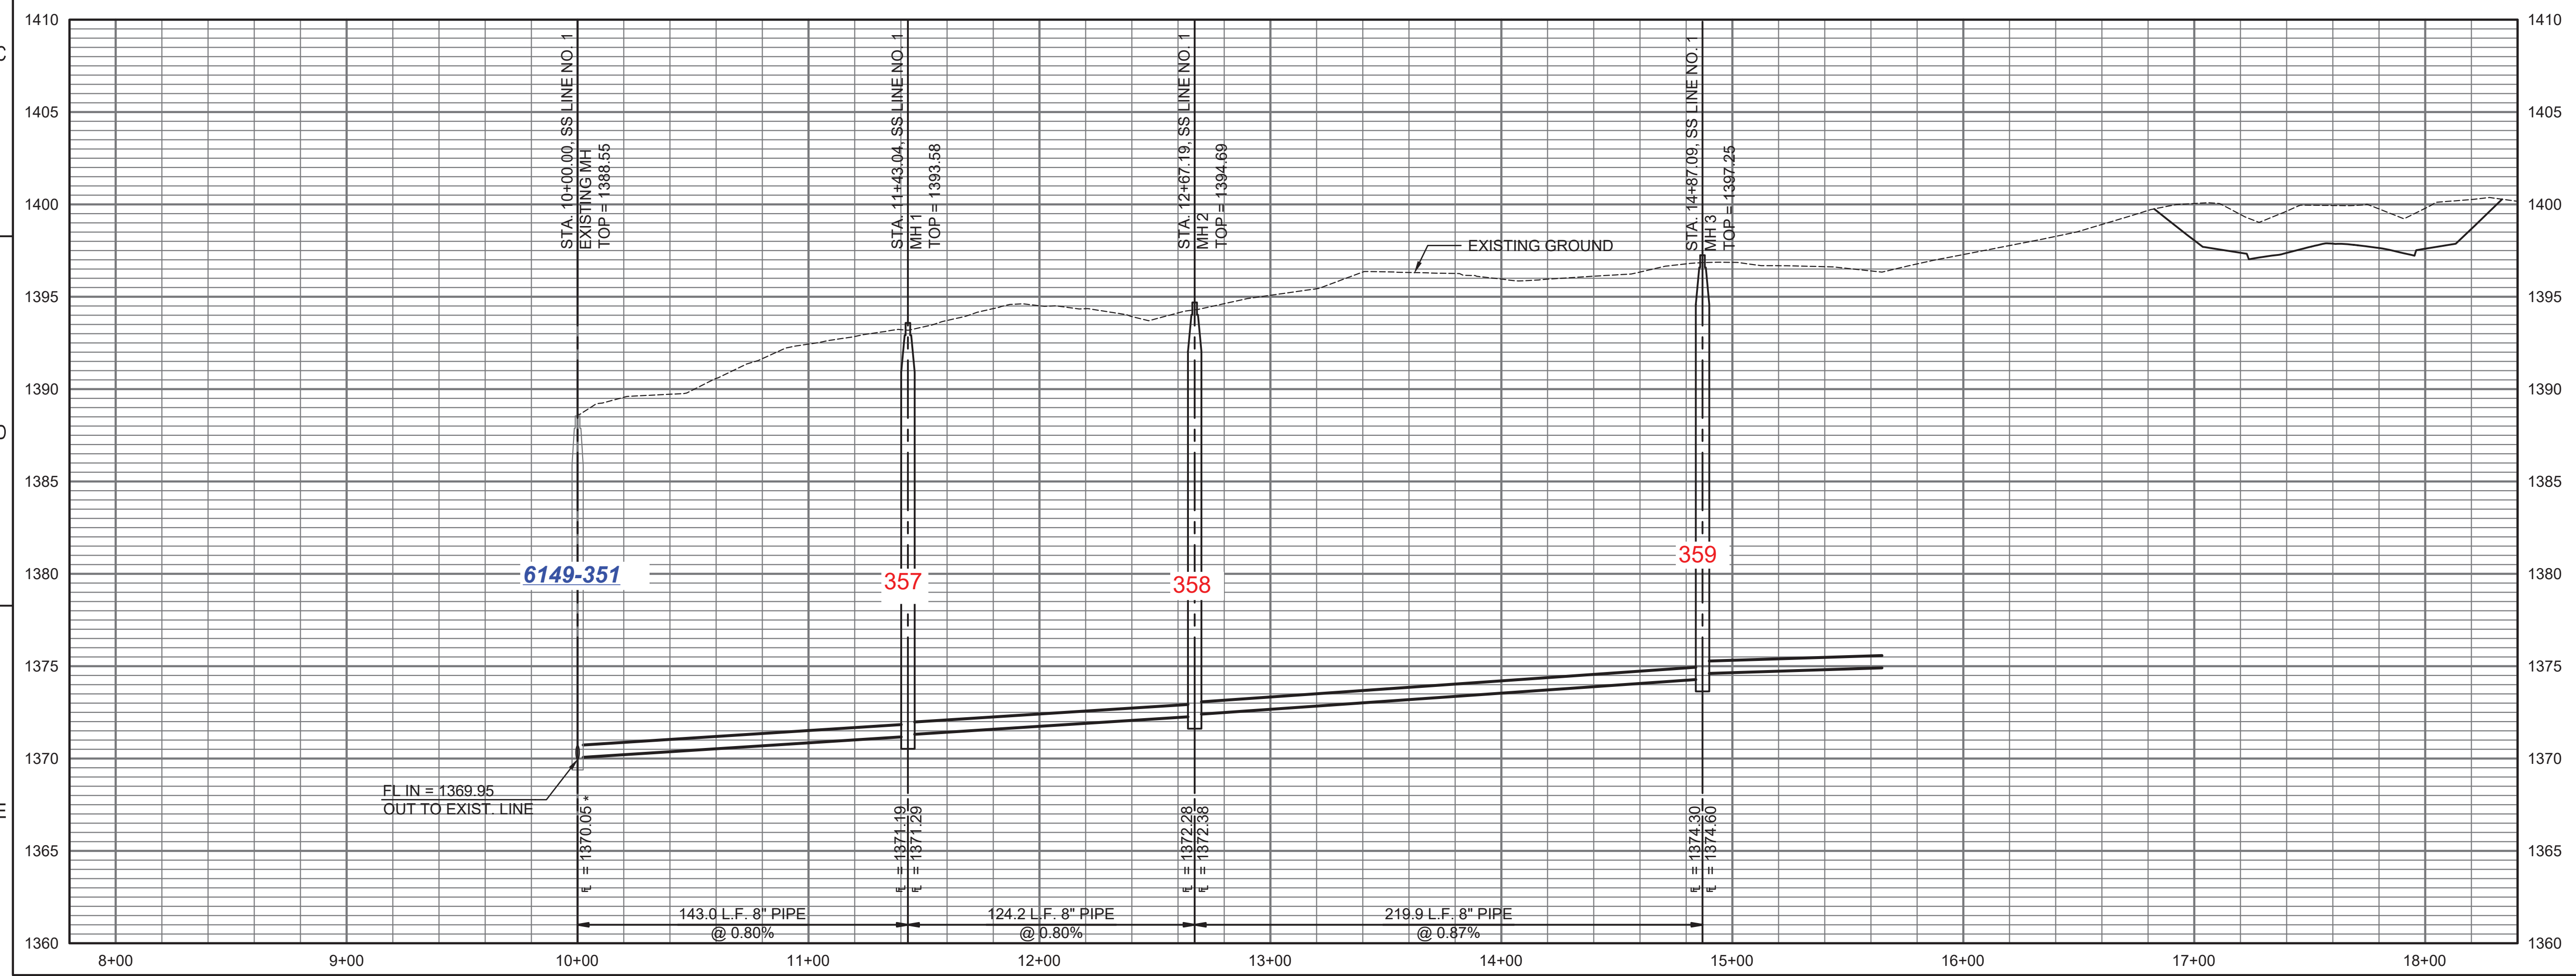 1410
1410
C
STA. 10+00.00, SS LINE NO. 1
EXISTING MH
TOP = 1388.55
STA. 11+43.04, SS LINE NO. 1
MH 1
TOP = 1393.58
STA. 12+67.19, SS LINE NO. 1
MH 2
TOP = 1394.69
STA. 14+87.09, SS LINE NO. 1
MH 3
TOP = 1397.25
1405
1405
1400
1400
EXISTING GROUND
1395
1395
1390
1390
1385
1385
1380
6149-351
357
358
359
1380
1375
1375
1370
1370
FL IN = 1369.95
OUT TO EXIST. LINE
E
FL = 1370.05 *
FL = 1371.19
FL = 1371.29
FL = 1372.28
FL = 1372.38
FL = 1374.30
FL = 1374.60
1365
1365
143.0 L.F. 8" PIPE
@ 0.80%
124.2 L.F. 8" PIPE
@ 0.80%
219.9 L.F. 8" PIPE
@ 0.87%
1360
1360
8+00
9+00
10+00
11+00
12+00
13+00
14+00
15+00
16+00
17+00
18+00